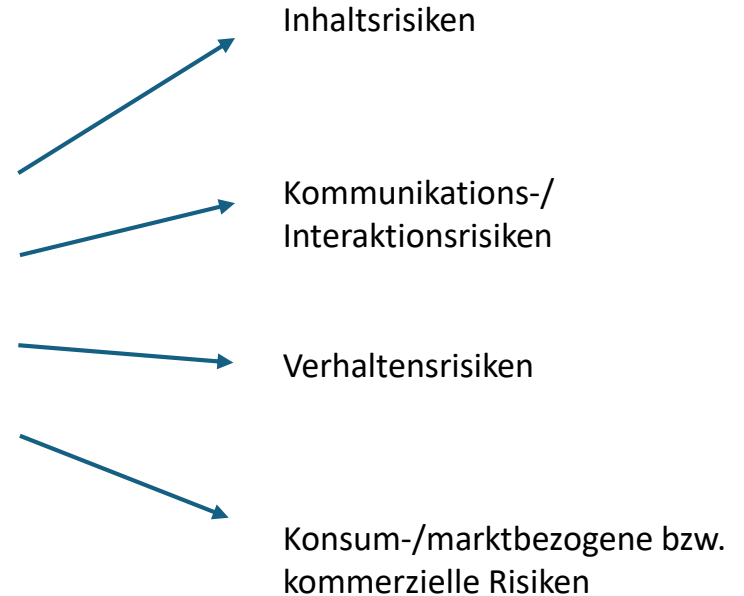 Inhaltsrisiken
Kommunikations-/
Interaktionsrisiken
Verhaltensrisiken
Konsum-/marktbezogene bzw.
kommerzielle Risiken